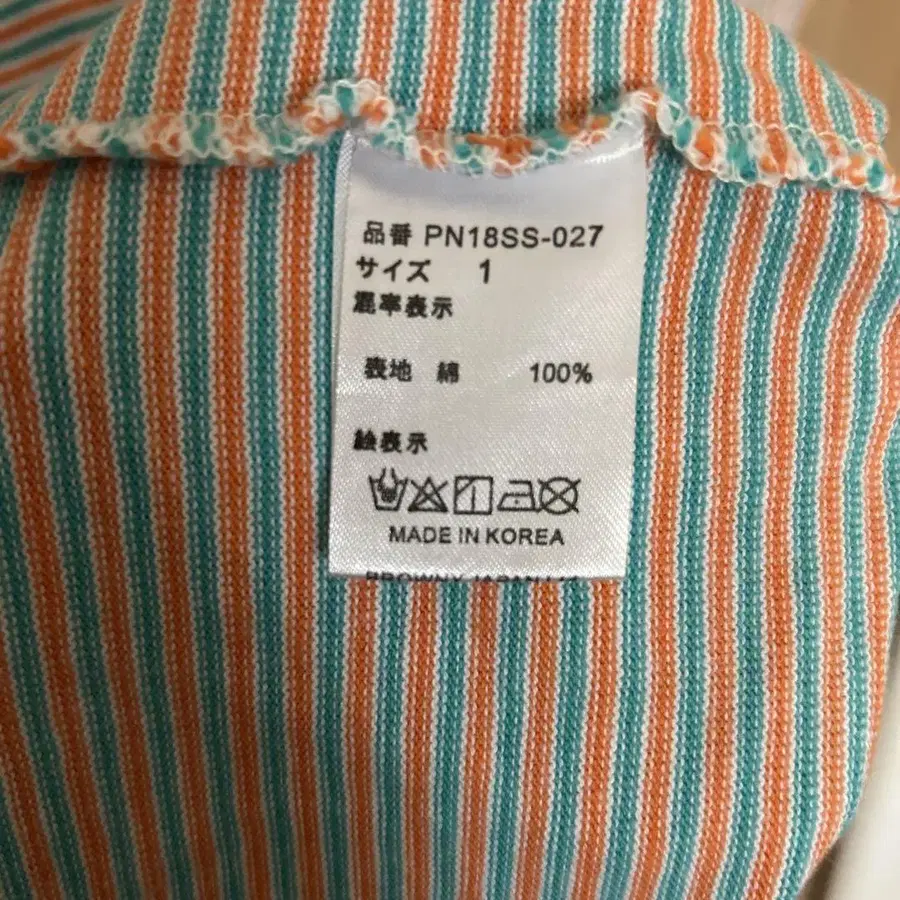 品番 PN18SS-027
サイズ 1
混率表示
表地 綿 100%
絵表示
MADE IN KOREA